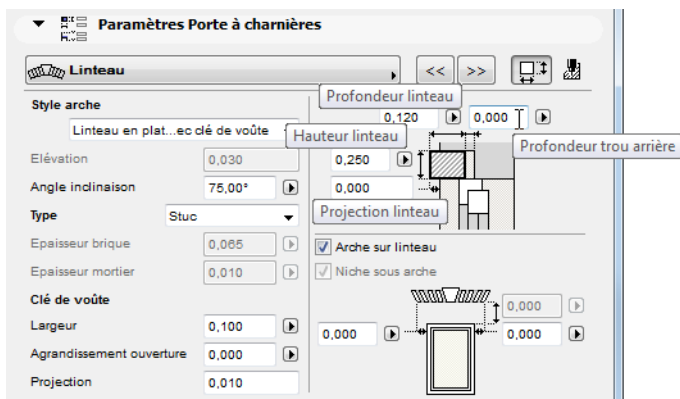 Paramètres Porte à charnières
Linteau
<< >>
Style arche
Profondeur linteau
Linteau en plat...ec clé de voûte
0,120 0,000
Hauteur linteau
Profondeur trou arrière
Elévation 0,030
0,250
Angle inclinaison 75,00°
0,000
Type Stuc
Projection linteau
Epaisseur brique 0,065
Arche sur linteau
Epaisseur mortier 0,010
Niche sous arche
Clé de voûte
0,000
Largeur 0,100
0,000 0,000
Agrandissement ouverture 0,000
Projection 0,010